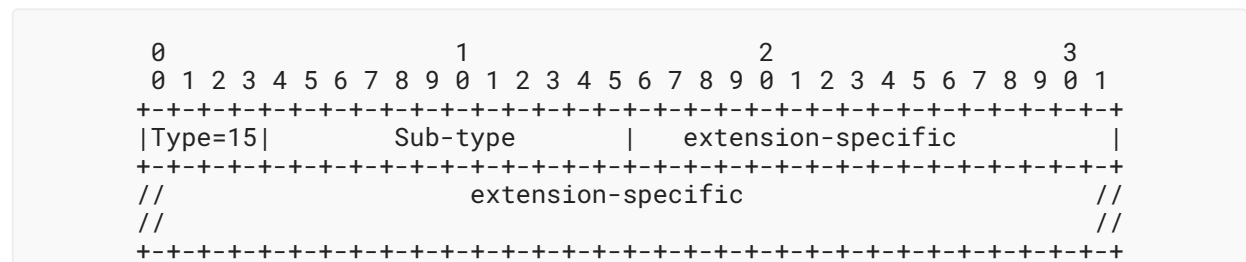 0                   1                   2                   3
 0 1 2 3 4 5 6 7 8 9 0 1 2 3 4 5 6 7 8 9 0 1 2 3 4 5 6 7 8 9 0 1
+-+-+-+-+-+-+-+-+-+-+-+-+-+-+-+-+-+-+-+-+-+-+-+-+-+-+-+-+-+-+-+-+
|Type=15|        Sub-type       |   extension-specific          |
+-+-+-+-+-+-+-+-+-+-+-+-+-+-+-+-+-+-+-+-+-+-+-+-+-+-+-+-+-+-+-+-+
//                    extension-specific                       //
//                                                             //
+-+-+-+-+-+-+-+-+-+-+-+-+-+-+-+-+-+-+-+-+-+-+-+-+-+-+-+-+-+-+-+-+